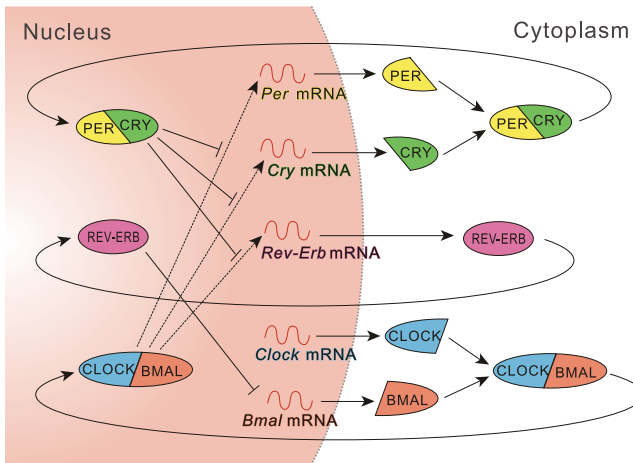 Nucleus
Cytoplasm
PER
Per mRNA
PER CRY
PER CRY
CRY
Cry mRNA
REV-ERB
Rev-Erb mRNA
REV-ERB
CLOCK
Clock mRNA
CLOCK BMAL
CLOCK BMAL
BMAL
Bmal mRNA